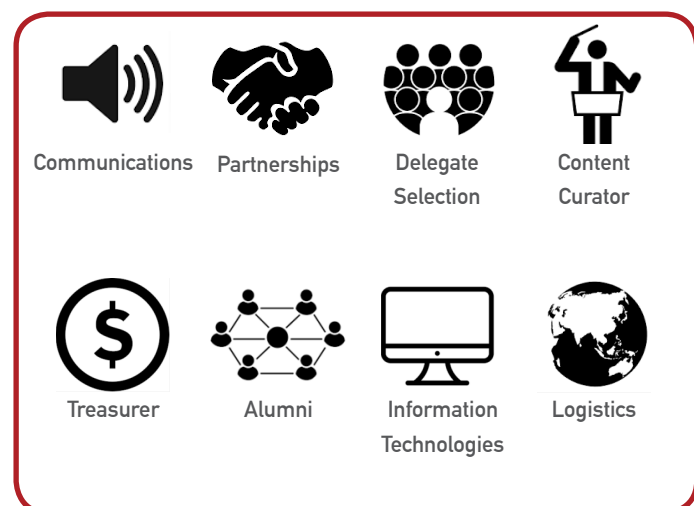 Communications
Partnerships
Delegate
Selection
Content
Curator
$
Treasurer
Alumni
Information
Technologies
Logistics